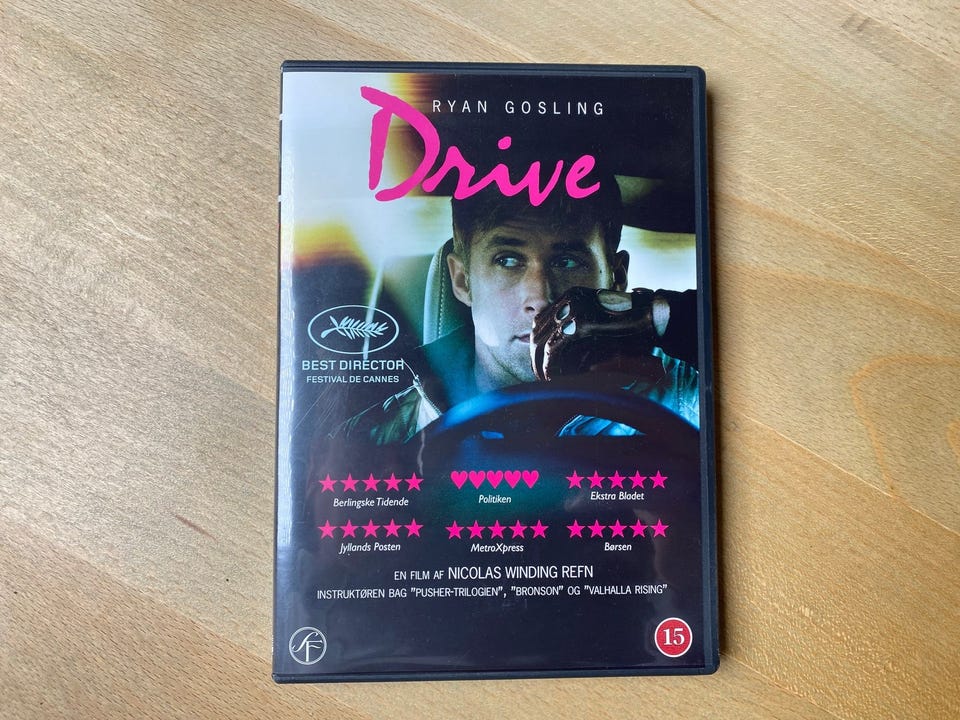 RYAN GOSLING
Drive
BEST DIRECTOR
FESTIVAL DE CANNES
Berlingske Tidende
Politiken
Ekstra Bladet
Jyllands Posten
MetroXpress
Børsen
EN FILM AF NICOLAS WINDING REFN
INSTRUKTØREN BAG "PUSHER-TRILOGIEN", "BRONSON" OG "VALHALLA RISING"
SF
15